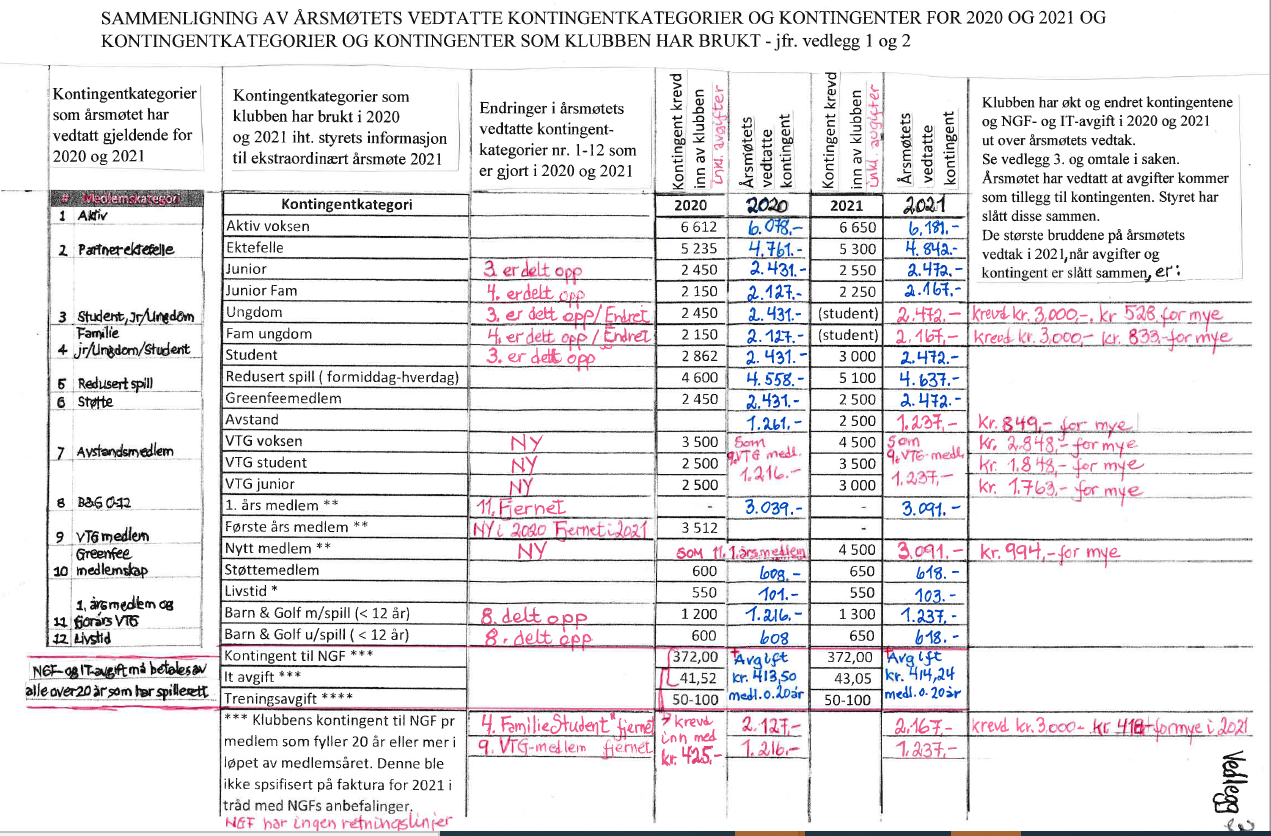 SAMMENLIGNING AV ÅRSMØTETS VEDTATTE KONTINGENTKATEGORIER OG KONTINGENTER FOR 2020 OG 2021 OG
KONTINGENTKATEGORIER OG KONTINGENTER SOM KLUBBEN HAR BRUKT - jfr. vedlegg 1 og 2
Kontingentkategorier
som årsmøtet har
vedtatt gjeldende for
2020 og 2021
Kontingentkategorier som
klubben har brukt i 2020
og 2021 iht. styrets informasjon
til ekstraordinært årsmøte 2021
Endringer i årsmøtets
vedtatte kontingent-
kategorier nr. 1-12 som
er gjort i 2020 og 2021
Kontingent krevd
inn av klubben
inkl. avgifter
Årsmøtets
vedtatte
kontingent
Kontingent krevd
inn av klubben
inkl. avgifter
Årsmøtets
vedtatte
kontingent
Klubben har økt og endret kontingentene
og NGF- og IT-avgift i 2020 og 2021
ut over årsmøtets vedtak.
Se vedlegg 3. og omtale i saken.
Årsmøtet har vedtatt at avgifter kommer
som tillegg til kontingenten. Styret har
slått disse sammen.
De største bruddene på årsmøtets
vedtak i 2021, når avgifter og
kontingent er slått sammen, er:
# Medlemskategori
1 Aktiv
2 Partner ektefelle
3 Student, Jr/Ungdom
Familie
4 jr/Ungdom/Student
5 Redusert spill
6 Støtte
7 Avstandsmedlem
8 B&G 0-12
9 VTG medlem
Greenfee
10 medlemskap
1. årsmedlem og
11 fjorårs VTG
12 Livstid
NGF- og IT-avgift må betales av
alle over 20 år som har spillerett
Kontingentkategori 2020 2020 2021 2021
Aktiv voksen 6 612 6.078,- 6 650 6.181,-
Ektefelle 5 235 4.761.- 5 300 4.842.-
Junior 3. er delt opp 2 450 2.431.- 2 550 2.472.-
Junior Fam 4. er delt opp 2 150 2.127.- 2 250 2.167.-
Ungdom 3. er delt opp / Endret 2 450 2.431.- (student) 2.472.- krevd kr. 3.000,-. kr 528,for mye
Fam ungdom 4. er delt opp / Endret 2 150 2.127.- (student) 2.167,- krevd kr. 3.000,- kr 833,-for mye
Student 3. er delt opp 2 862 2.431.- 3 000 2.472.-
Redusert spill ( formiddag-hverdag) 4 600 4.558.- 5 100 4.637.-
Greenfeemedlem 2 450 2.431.- 2 500 2.472.-
Avstand 1.261.- 2 500 1.237.- Kr. 849,- for mye
VTG voksen NY 3 500 Som 4 500 som Kr. 2.848,- for mye
9. VTG medl. 9. VTG-medl.
VTG student NY 2 500 1.216.- 3 500 1.237.- Kr. 1.848,- for mye
VTG junior NY 2 500 3 000 Kr. 1.763,- for mye
1. års medlem ** 11. Fjernet - 3.039.- - 3.091.-
Første års medlem ** NY i 2020 Fjernet i 2021 3 512 -
Nytt medlem ** NY som 11. 1.årsmedlem 4 500 3.091.- kr. 994,-for mye
Støttemedlem 600 608.- 650 618.-
Livstid * 550 101.- 550 103.-
Barn & Golf m/spill (< 12 år) 8. delt opp 1 200 1.216.- 1 300 1.237.-
Barn & Golf u/spill (< 12 år) 8. delt opp 600 608 650 618.-
Kontingent til NGF *** 372,00 + Avgift 372,00 + Avgift
It avgift *** 41,52 kr. 413,50 43,05 kr. 414,24
Treningsavgift **** 50-100 medl. o. 20 år 50-100 medl. o. 20 år
*** Klubbens kontingent til NGF pr
medlem som fyller 20 år eller mer i
løpet av medlemsåret. Denne ble
ikke spsifisert på faktura for 2021 i
tråd med NGFs anbefalinger.
NGF har ingen retningslinjer
4. Familie Student" fjernet krevd 2.127,- 2.167,- krevd kr. 3.000- kr 418,-for mye i 2021
inn med
9. VTG-medlem fjernet kr. 425.- 1.216,- 1.237,-
Vedlegg